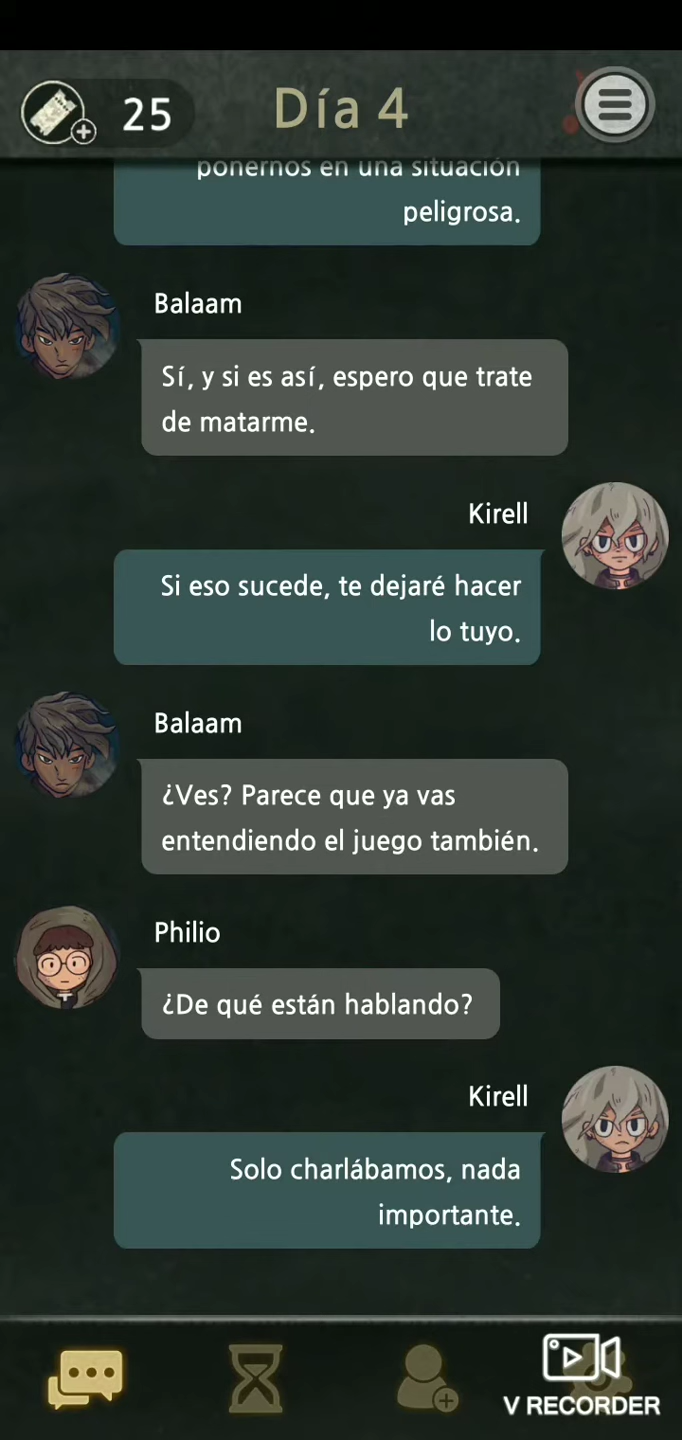 25
Día 4
ponernos en una situación
peligrosa.
Balaam
Sí, y si es así, espero que trate
de matarme.
Kirell
Si eso sucede, te dejaré hacer
lo tuyo.
Balaam
¿Ves? Parece que ya vas
entendiendo el juego también.
Philio
¿De qué están hablando?
Kirell
Solo charlábamos, nada
importante.
V RECORDER